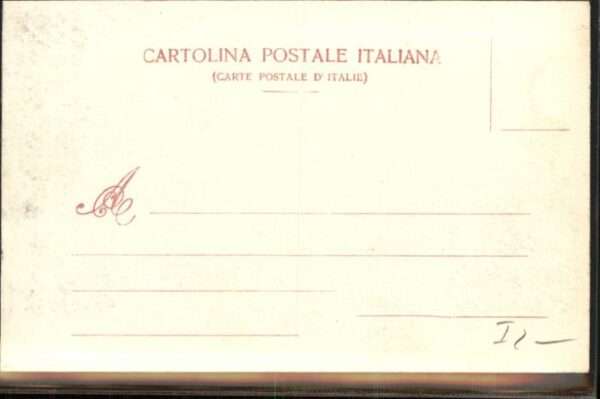 CARTOLINA POSTALE ITALIANA
(CARTE POSTALE D'ITALIE)
A